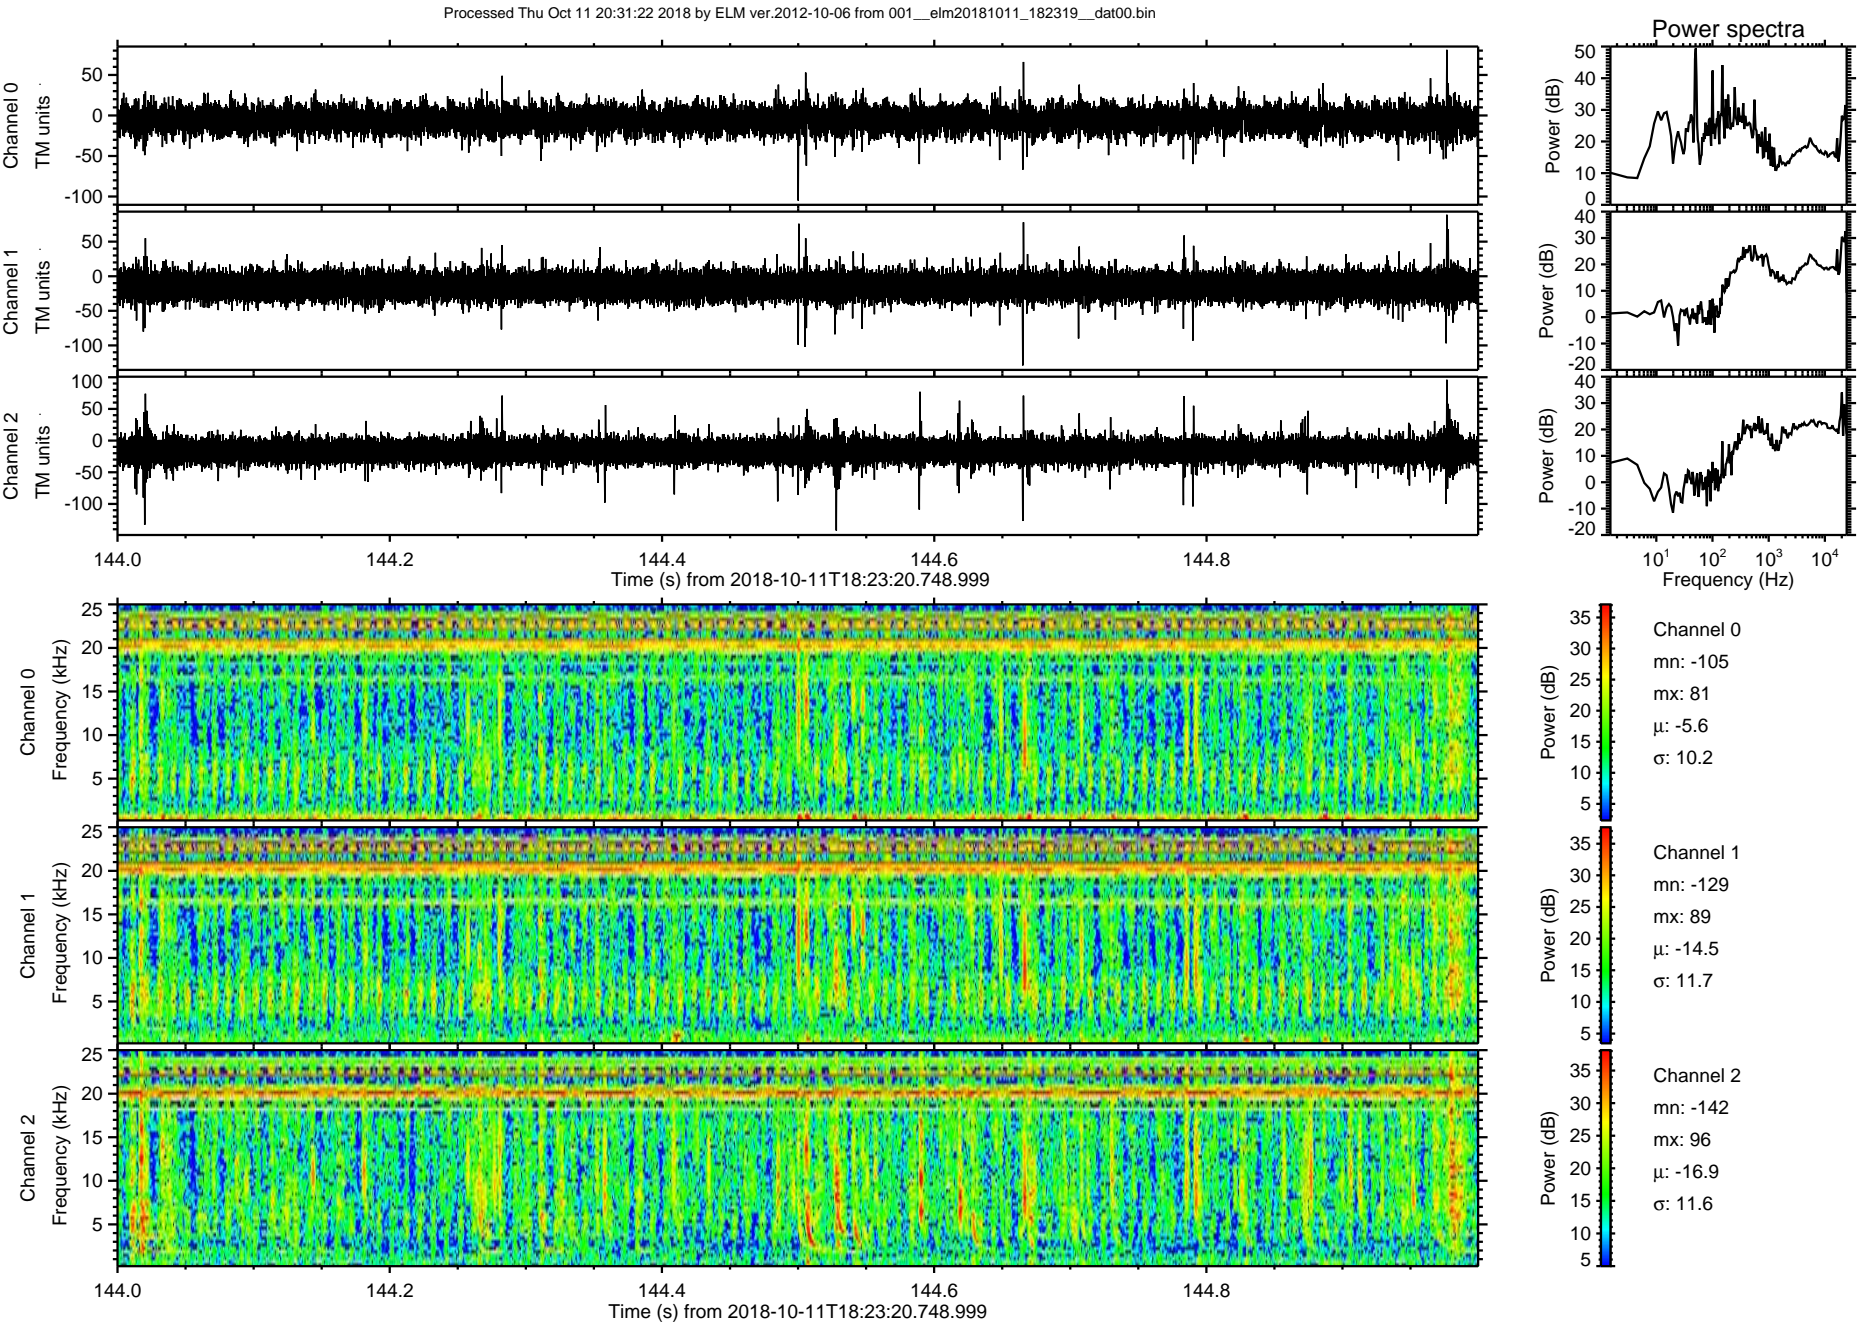 Processed Thu Oct 11 20:31:22 2018 by ELM ver.2012-10-06 from 001__elm20181011_182319__dat00.bin
Power spectra
Channel 0
TM units
50
0
-50
-100
Power (dB)
50
40
30
20
10
0
Channel 1
TM units
50
0
-50
-100
Power (dB)
40
30
20
10
0
-10
-20
Channel 2
TM units
100
50
0
-50
-100
Power (dB)
40
30
20
10
0
-10
-20
144.0 144.2 144.4 144.6 144.8
Time (s) from 2018-10-11T18:23:20.748.999
10¹ 10² 10³ 10⁴
Frequency (Hz)
Channel 0
Frequency (kHz)
25
20
15
10
5
Power (dB)
35
30
25
20
15
10
5
Channel 0
mn: -105
mx: 81
μ: -5.6
σ: 10.2
Channel 1
Frequency (kHz)
25
20
15
10
5
Power (dB)
35
30
25
20
15
10
5
Channel 1
mn: -129
mx: 89
μ: -14.5
σ: 11.7
Channel 2
Frequency (kHz)
25
20
15
10
5
Power (dB)
35
30
25
20
15
10
5
Channel 2
mn: -142
mx: 96
μ: -16.9
σ: 11.6
144.0 144.2 144.4 144.6 144.8
Time (s) from 2018-10-11T18:23:20.748.999